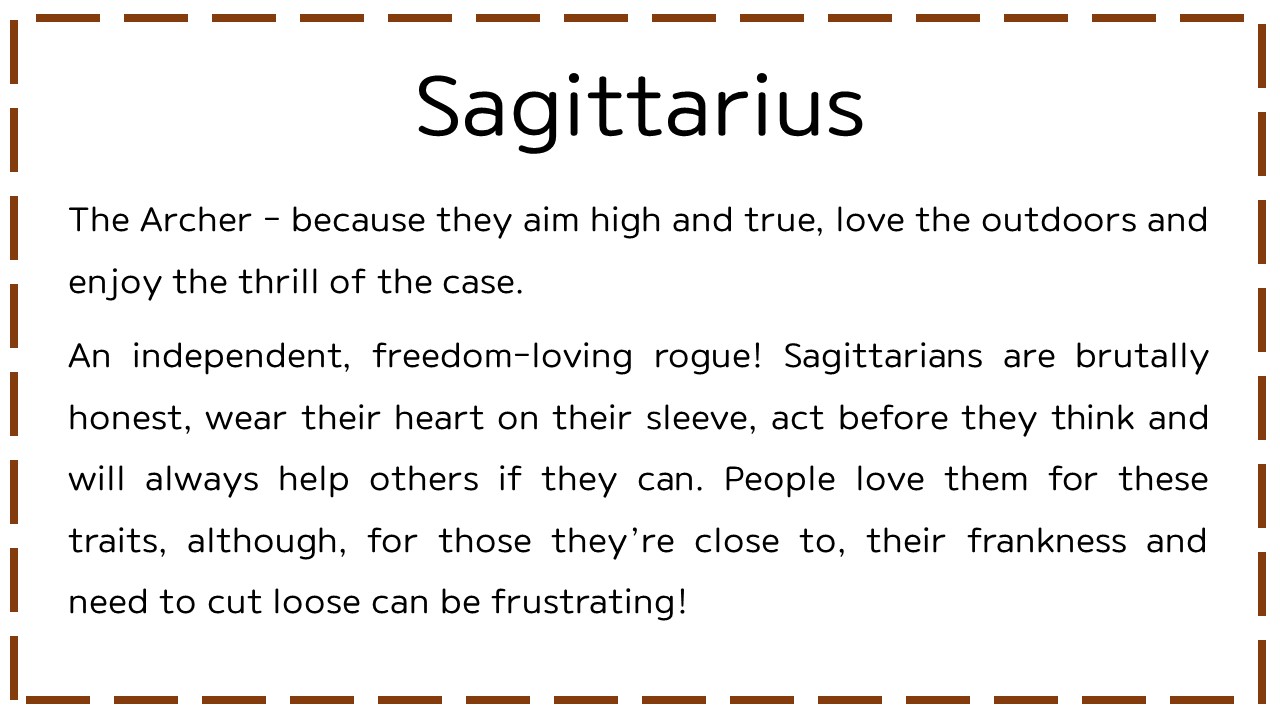 Sagittarius
The Archer - because they aim high and true, love the outdoors and
enjoy the thrill of the case.
An independent, freedom-loving rogue! Sagittarians are brutally
honest, wear their heart on their sleeve, act before they think and
will always help others if they can. People love them for these
traits, although, for those they’re close to, their frankness and
need to cut loose can be frustrating!